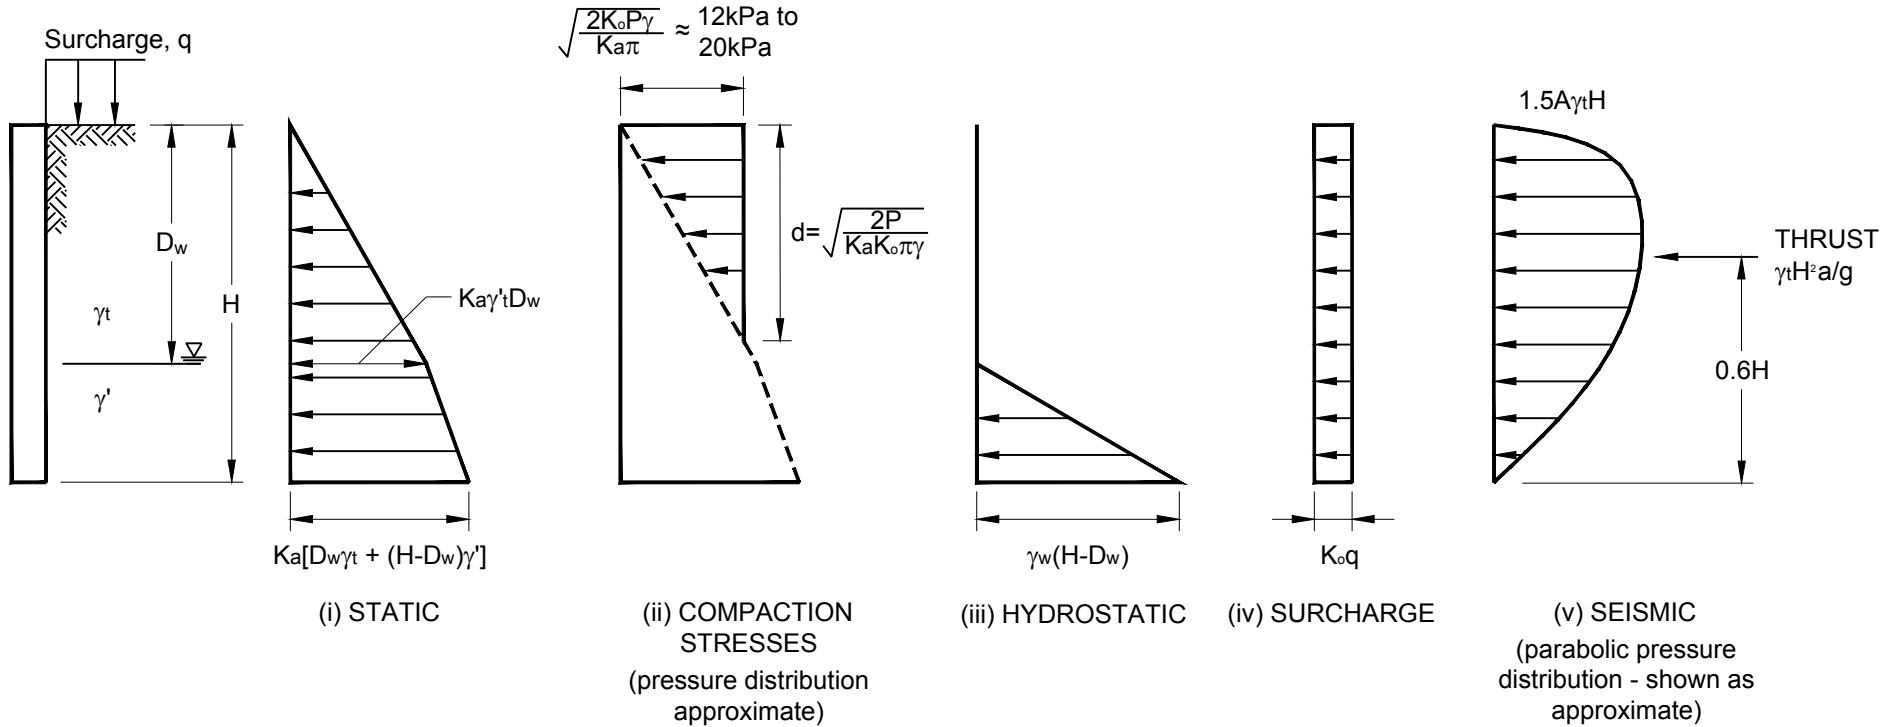 Surcharge, q
Dw
H
γt
γ'
Kaγ'tDw
Ka[Dwγt + (H-Dw)γ']
(i) STATIC
√(2KoPγ/Kaπ) ≈ 12kPa to
20kPa
d=√(2P/KaKoπγ)
(ii) COMPACTION
STRESSES
(pressure distribution
approximate)
γw(H-Dw)
(iii) HYDROSTATIC
Koq
(iv) SURCHARGE
1.5AγtH
THRUST
γtH²a/g
0.6H
(v) SEISMIC
(parabolic pressure
distribution - shown as
approximate)